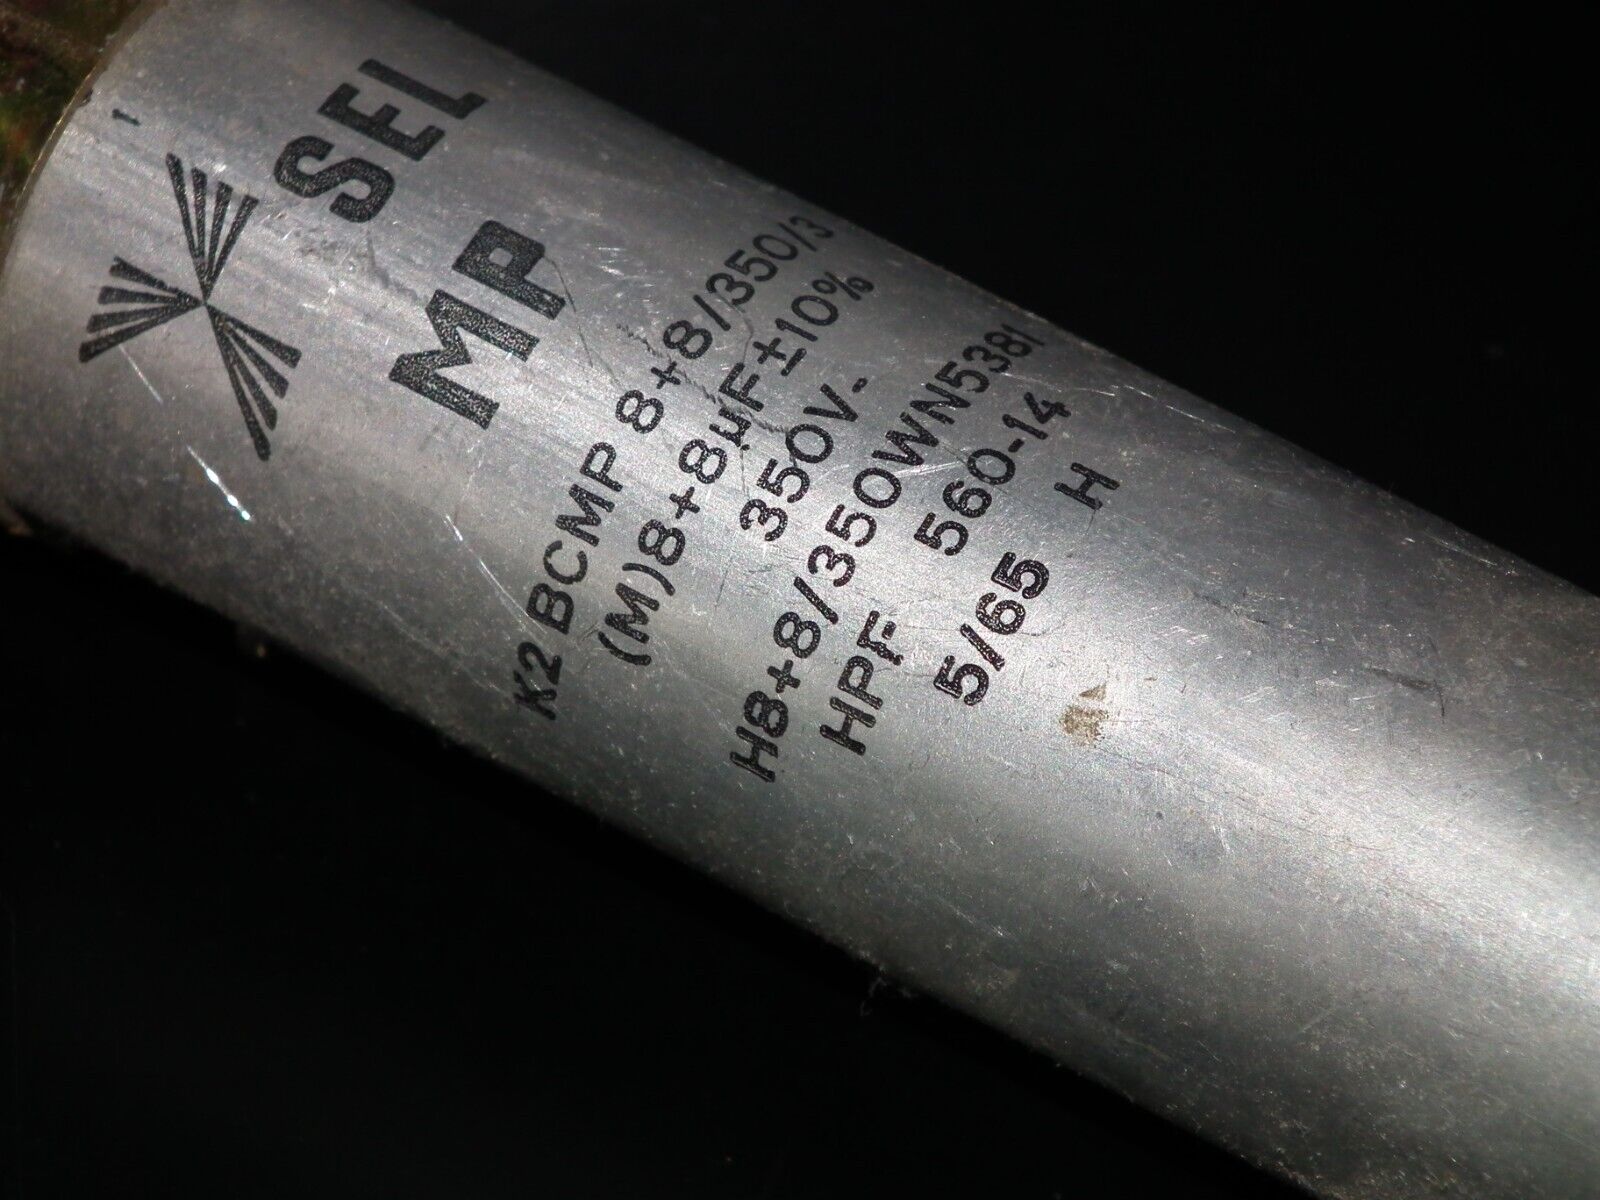 SEL
MP
K2 BCMP 8+8/350/3
(M)8+8µF±10%
350V-
H8+8/350WN5381
HPF 560-14
5/65 H